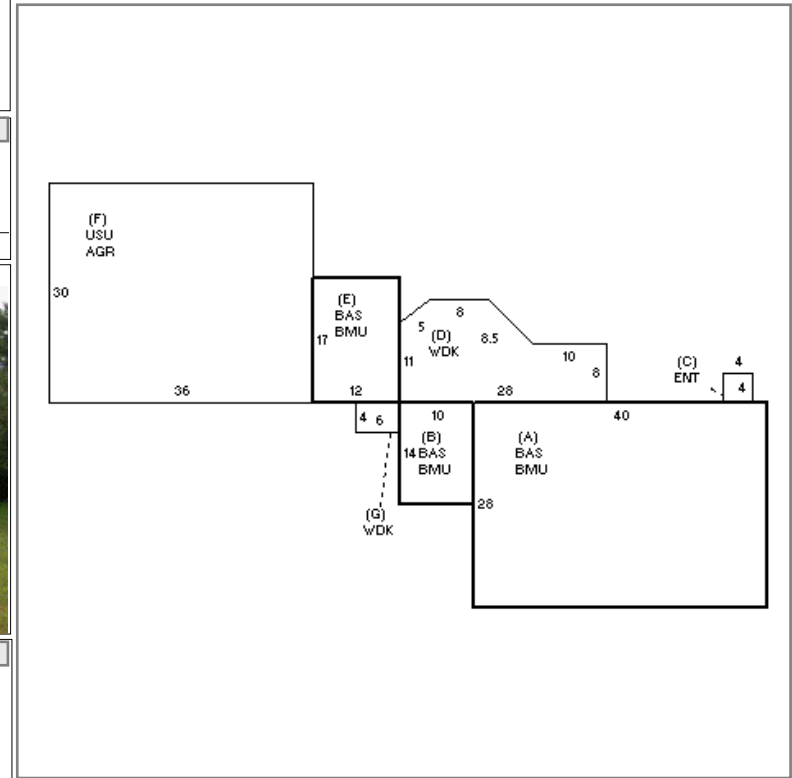 (F)
USU
AGR
30
36
(E)
BAS
BMU
17
12
8
5
(D)
WDK
8.5
11
10
8
28
(C)
ENT
4
4
40
4 6
10
(B)
14 BAS
BMU
(A)
BAS
BMU
28
(G)
WDK